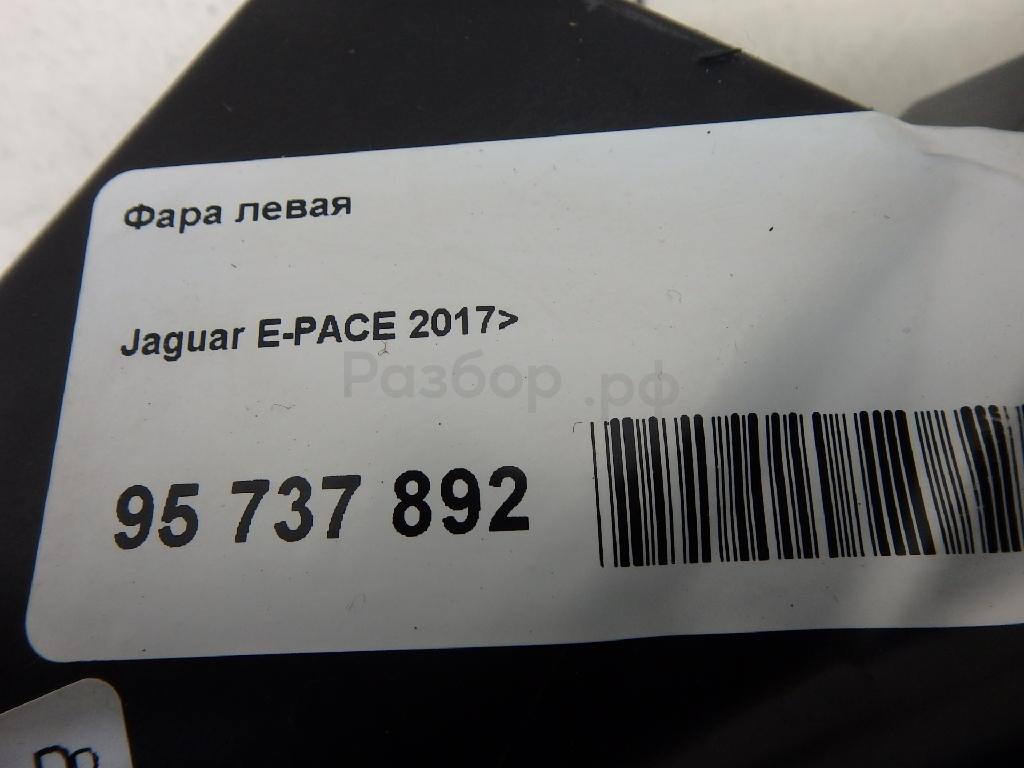 Фара левая
Jaguar E-PACE 2017>
Разбор.рф
95 737 892